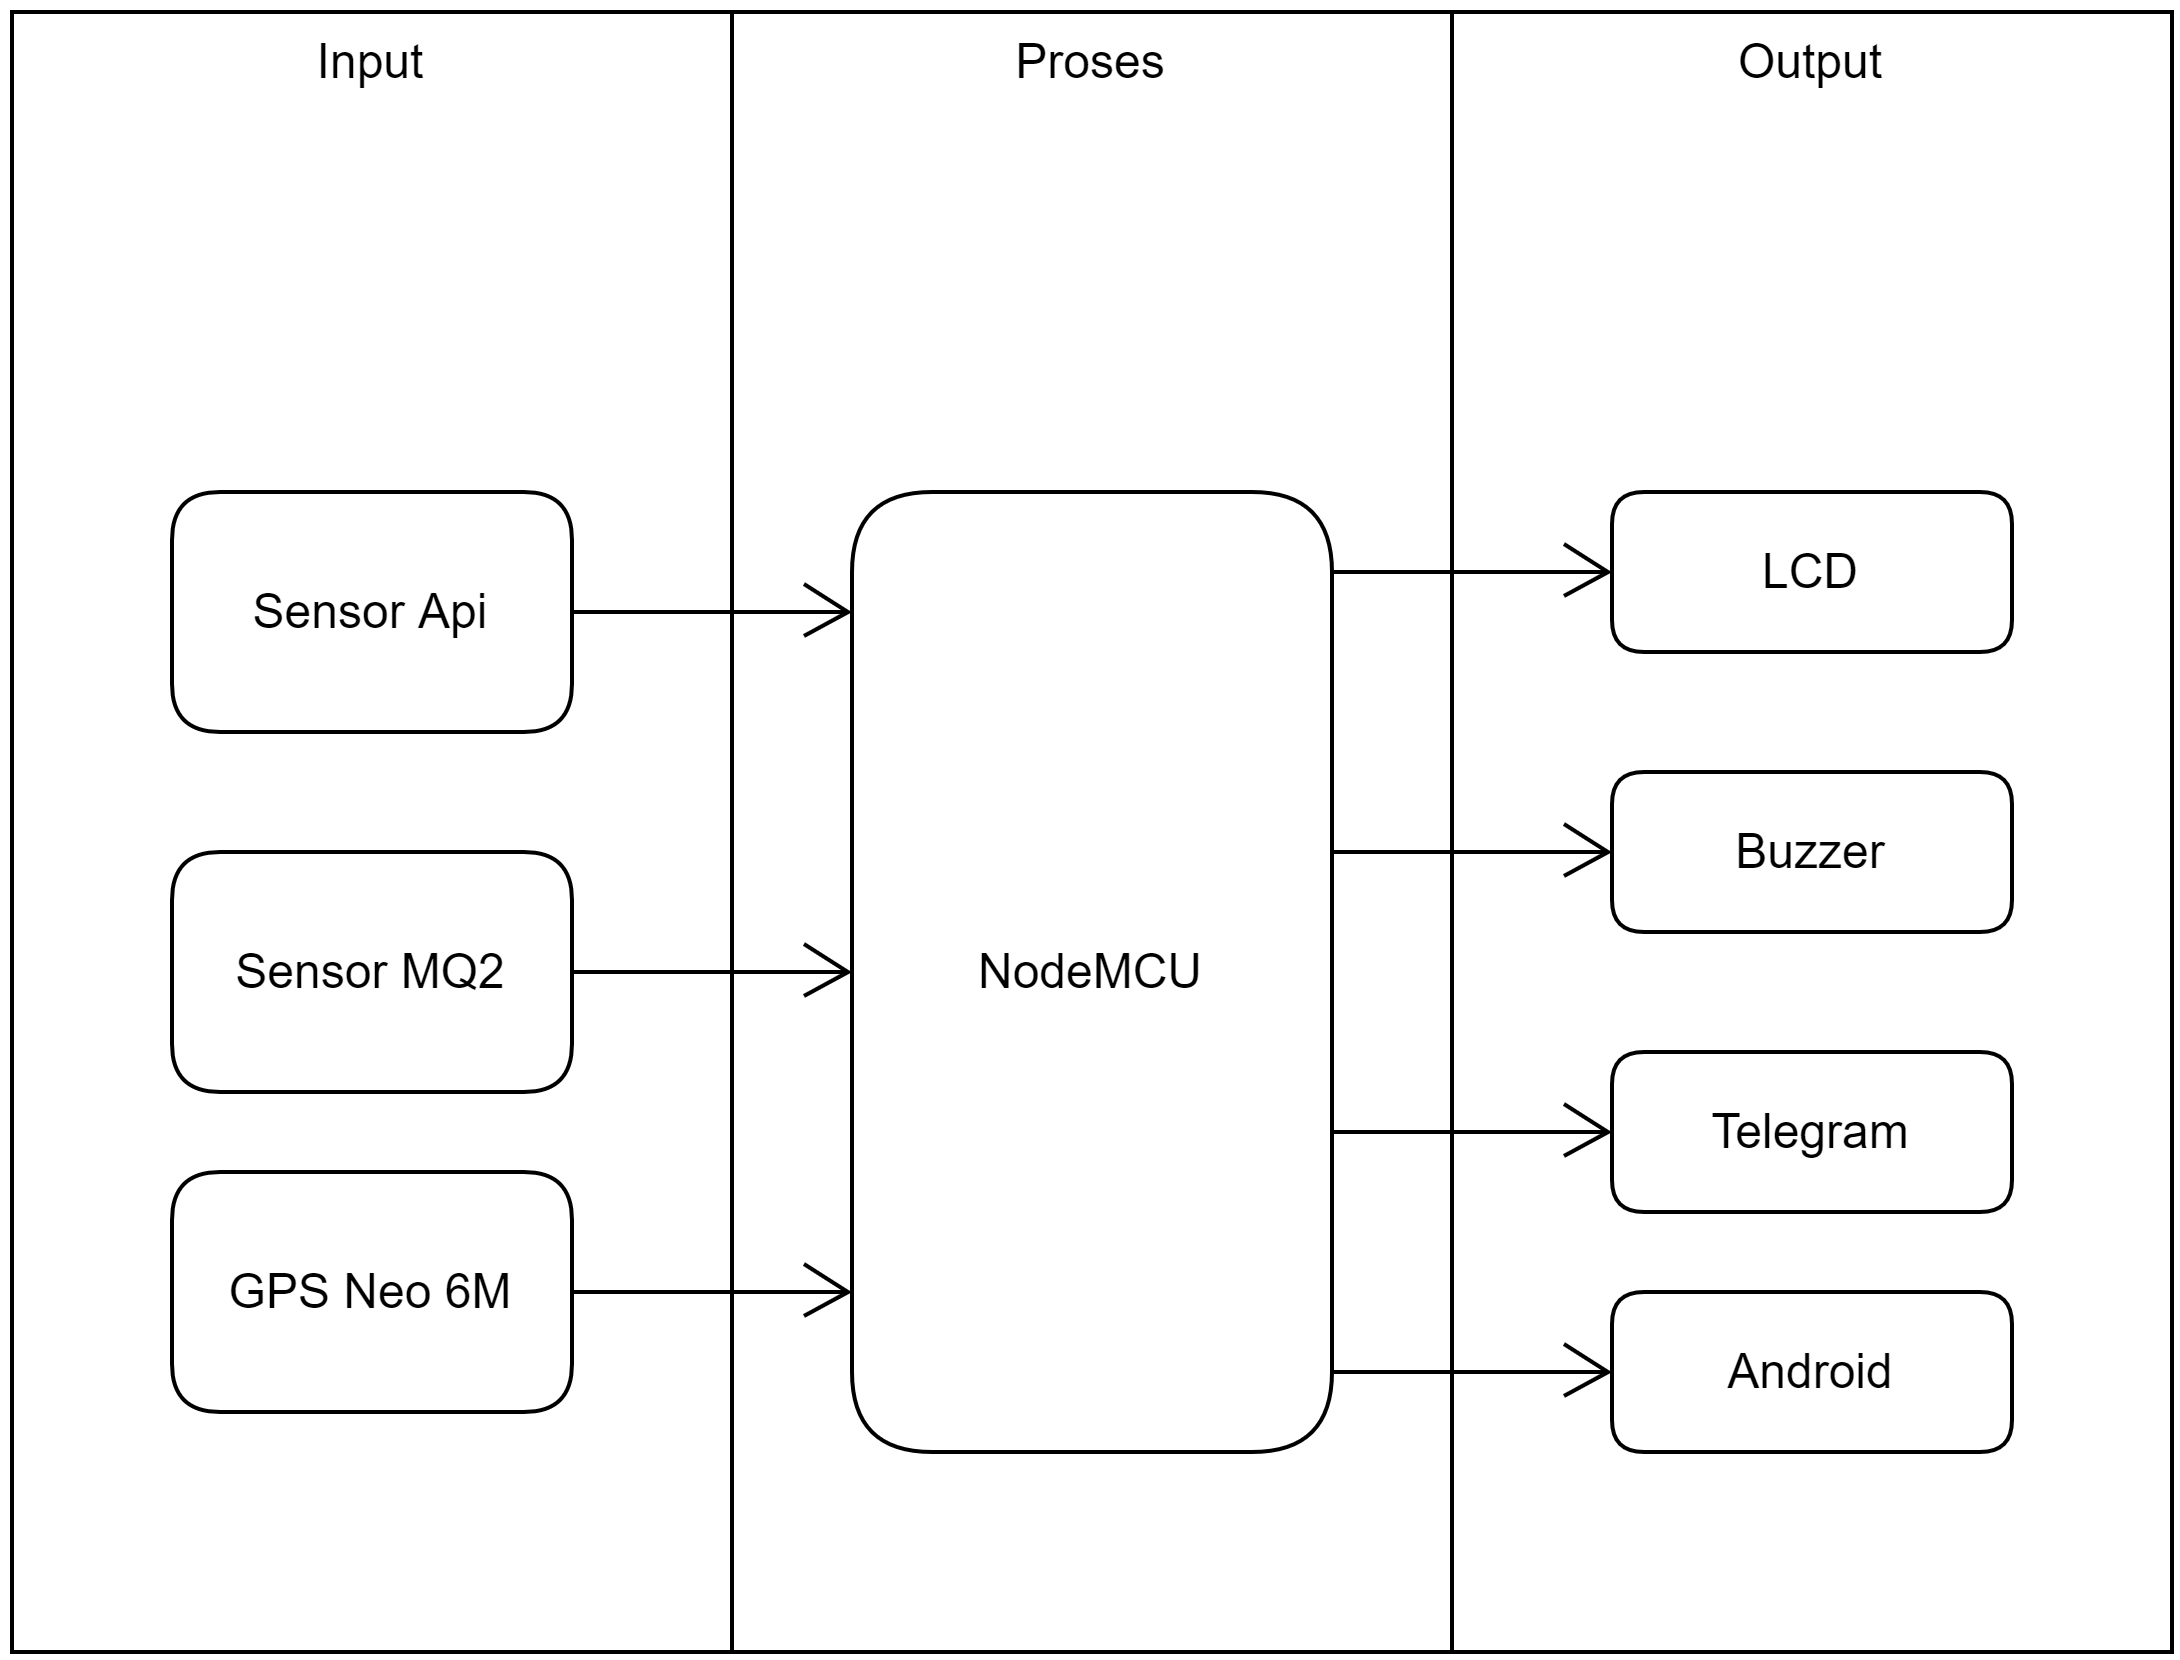 Input
Proses
Output
Sensor Api
Sensor MQ2
GPS Neo 6M
NodeMCU
LCD
Buzzer
Telegram
Android